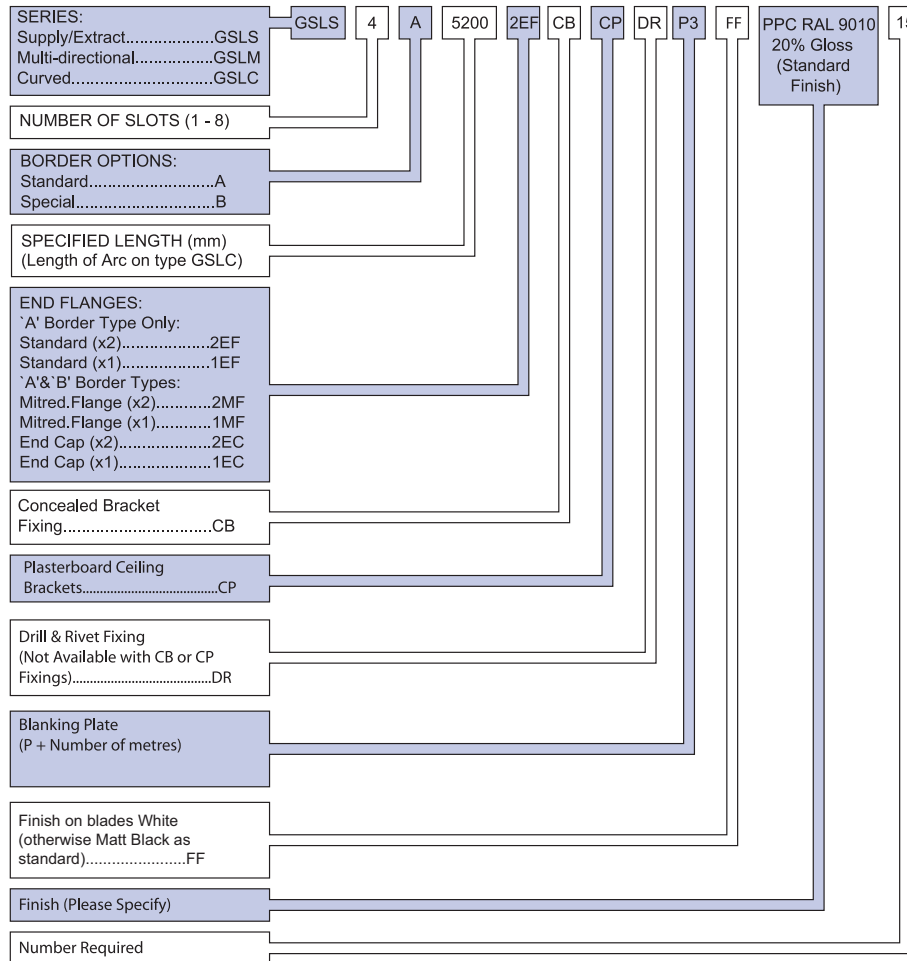 GSLS 4 A 5200 2EF CB CP DR P3 FF PPC RAL 9010 20% Gloss (Standard Finish) 15
SERIES:
Supply/Extract..............GSLS
Multi-directional............GSLM
Curved........................GSLC
NUMBER OF SLOTS (1 - 8)
BORDER OPTIONS:
Standard.....................A
Special.......................B
SPECIFIED LENGTH (mm)
(Length of Arc on type GSLC)
END FLANGES:
`A' Border Type Only:
Standard (x2)..................2EF
Standard (x1)..................1EF
`A'&`B' Border Types:
Mitred.Flange (x2)...........2MF
Mitred.Flange (x1)...........1MF
End Cap (x2)..................2EC
End Cap (x1)..................1EC
Concealed Bracket
Fixing.............................CB
Plasterboard Ceiling
Brackets.......................................CP
Drill & Rivet Fixing
(Not Available with CB or CP
Fixings)........................................DR
Blanking Plate
(P + Number of metres)
Finish on blades White
(otherwise Matt Black as
standard).......................FF
Finish (Please Specify)
Number Required